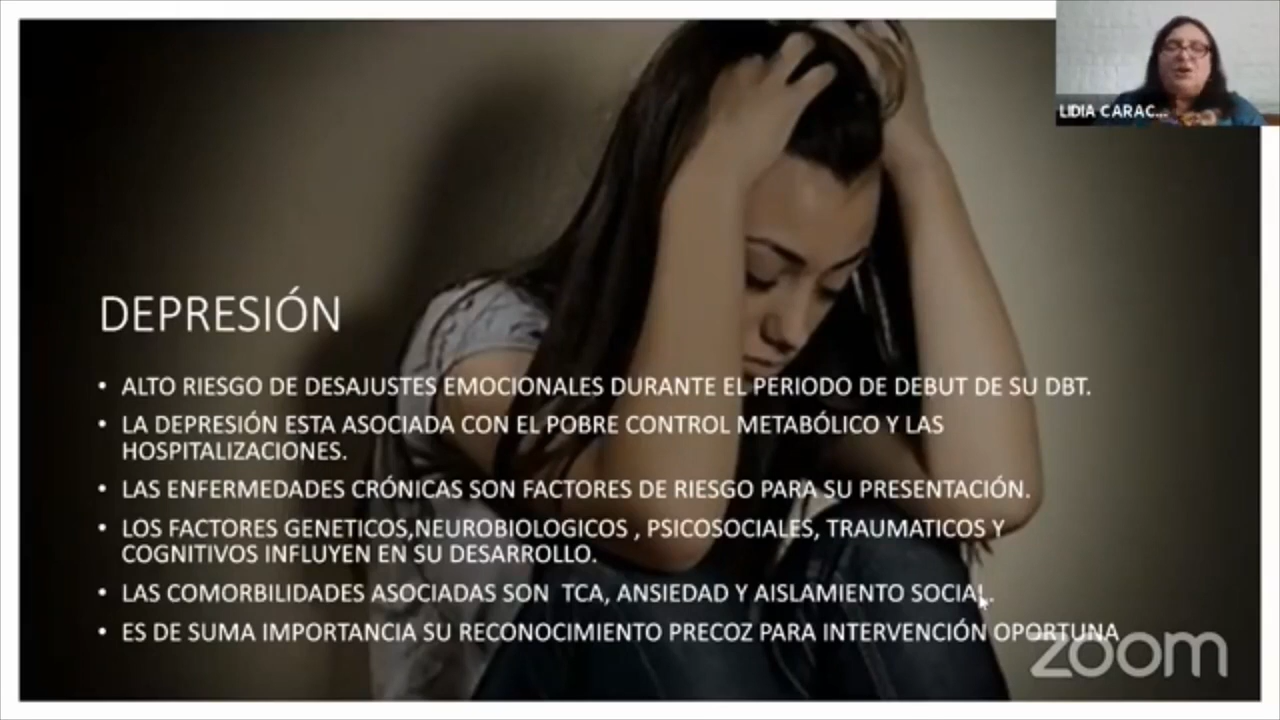 LIDIA CARAC...
DEPRESIÓN
• ALTO RIESGO DE DESAJUSTES EMOCIONALES DURANTE EL PERIODO DE DEBUT DE SU DBT.
• LA DEPRESIÓN ESTA ASOCIADA CON EL POBRE CONTROL METABÓLICO Y LAS
HOSPITALIZACIONES.
• LAS ENFERMEDADES CRÓNICAS SON FACTORES DE RIESGO PARA SU PRESENTACIÓN.
• LOS FACTORES GENETICOS,NEUROBIOLOGICOS , PSICOSOCIALES, TRAUMATICOS Y
COGNITIVOS INFLUYEN EN SU DESARROLLO.
• LAS COMORBILIDADES ASOCIADAS SON  TCA, ANSIEDAD Y AISLAMIENTO SOCIAL.
• ES DE SUMA IMPORTANCIA SU RECONOCIMIENTO PRECOZ PARA INTERVENCIÓN OPORTUNA
zoom